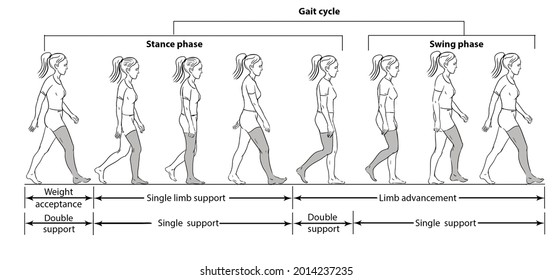 Gait cycle
Stance phase
Swing phase
Weight
acceptance
Single limb support
Limb advancement
Double
support
Single support
Double
support
Single support
shutterstock.com · 2014237235